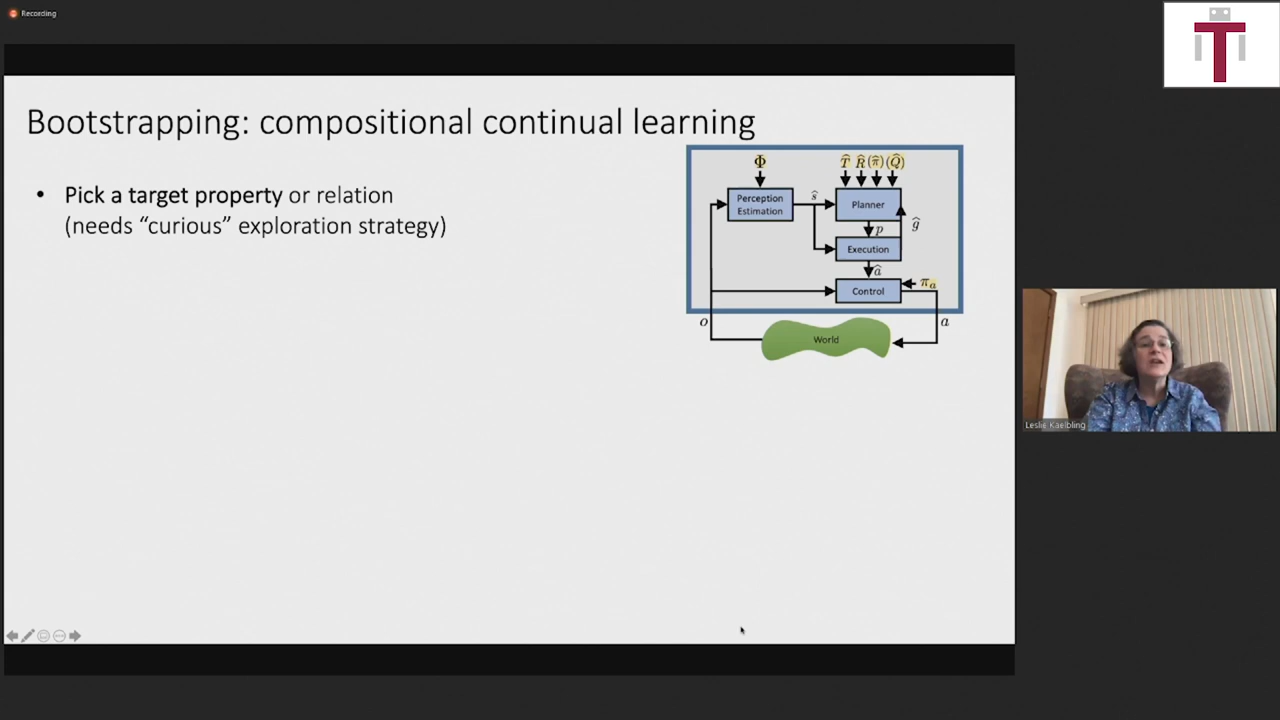 Recording
T
Bootstrapping: compositional continual learning
• Pick a target property or relation
(needs “curious” exploration strategy)
Φ
T̂ R̂ (π̂) (Q̂)
Perception
Estimation
ŝ
Planner
p
ĝ
Execution
â
Control
πₐ
o
World
a
Leslie Kaelbling